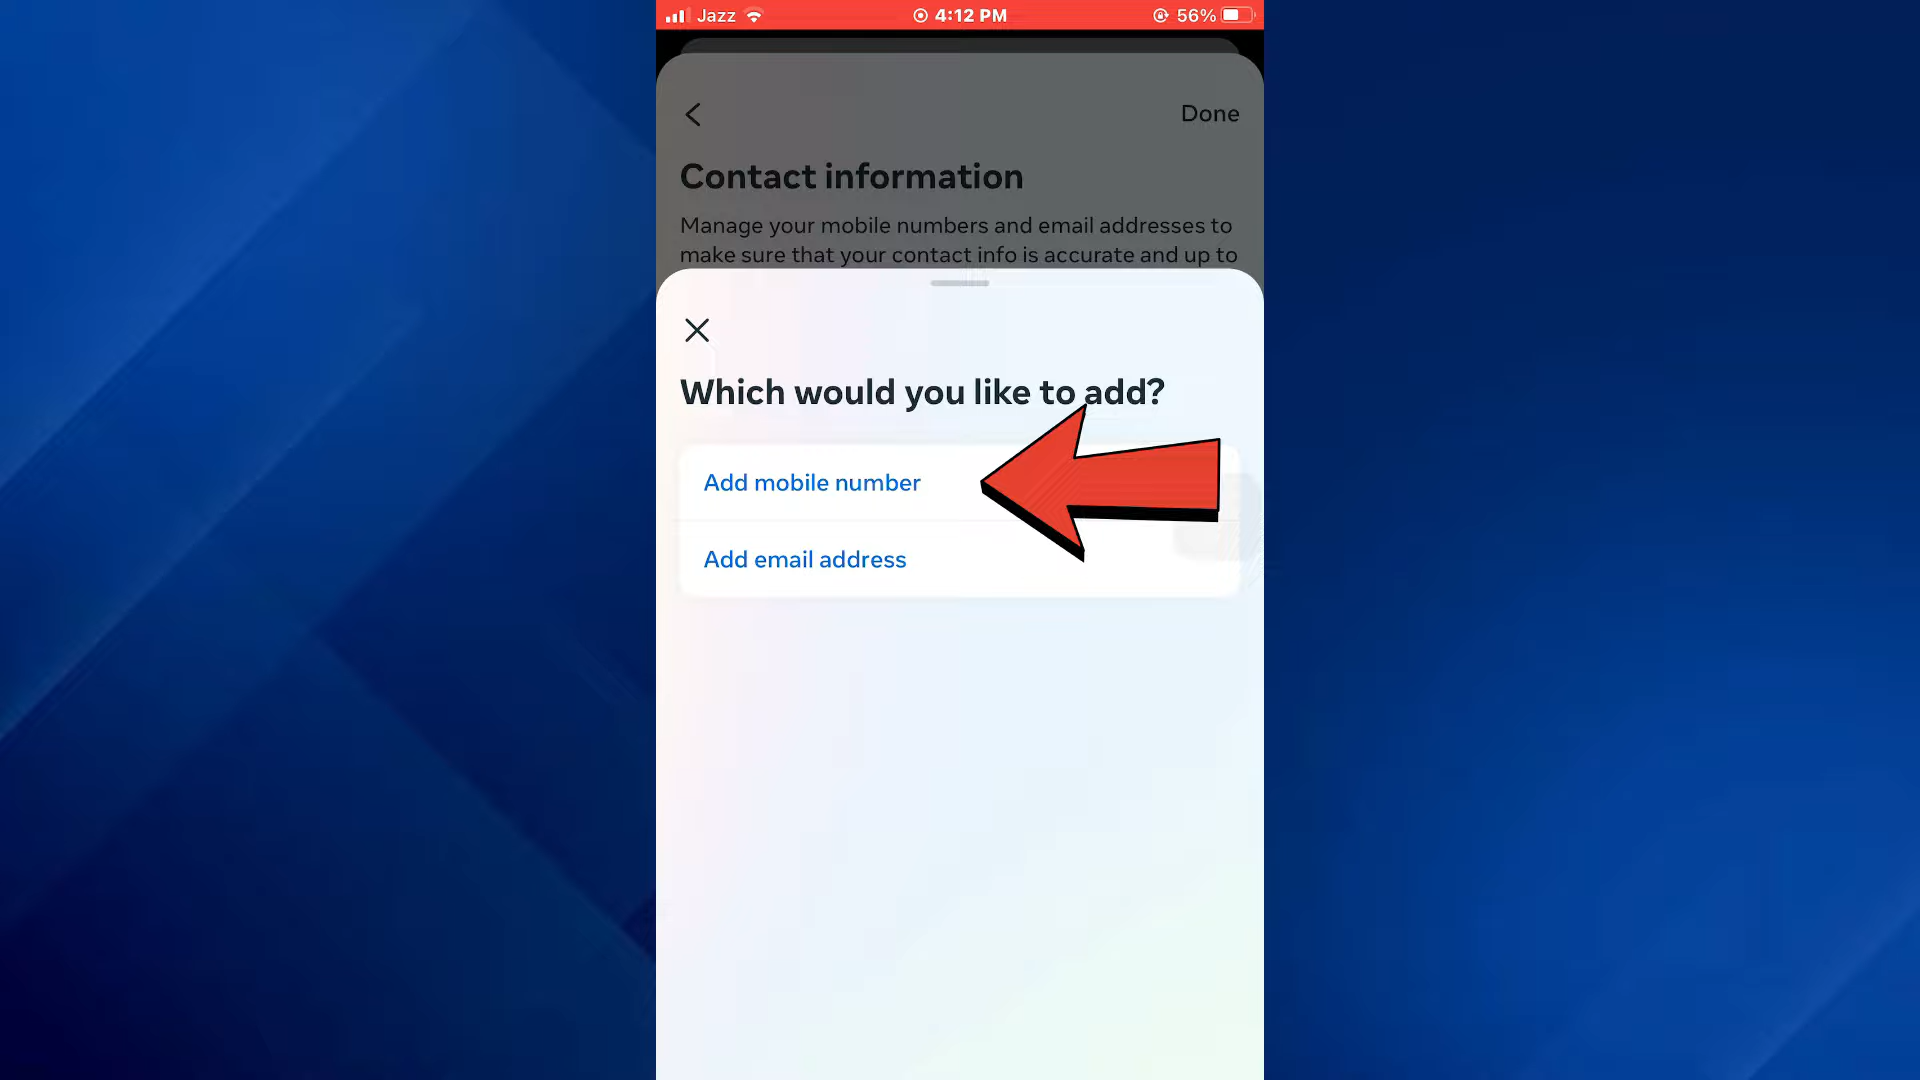 Jazz 4:12 PM 56%
Done
Contact information
Manage your mobile numbers and email addresses to
make sure that your contact info is accurate and up to
Which would you like to add?
Add mobile number
Add email address